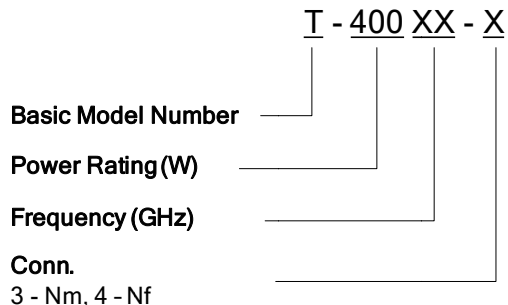 T - 400 XX - X
Basic Model Number
Power Rating (W)
Frequency (GHz)
Conn.
3 - Nm, 4 - Nf